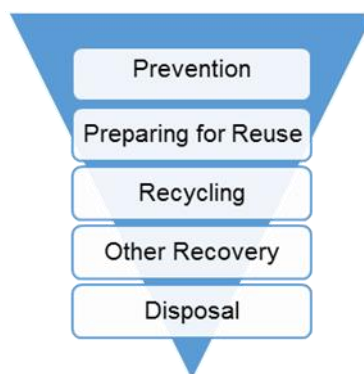 Prevention
Preparing for Reuse
Recycling
Other Recovery
Disposal